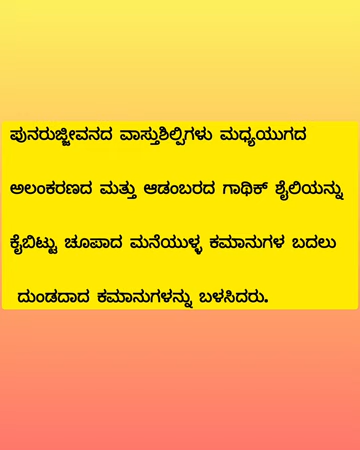 ಪುನರುಜ್ಜೀವನದ ವಾಸ್ತುಶಿಲ್ಪಿಗಳು ಮಧ್ಯಯುಗದ
ಅಲಂಕರಣದ ಮತ್ತು ಆಡಂಬರದ ಗಾಥಿಕ್ ಶೈಲಿಯನ್ನು
ಕೈಬಿಟ್ಟು ಚೂಪಾದ ಮನೆಯುಳ್ಳ ಕಮಾನುಗಳ ಬದಲು
ದುಂಡದಾದ ಕಮಾನುಗಳನ್ನು ಬಳಸಿದರು.